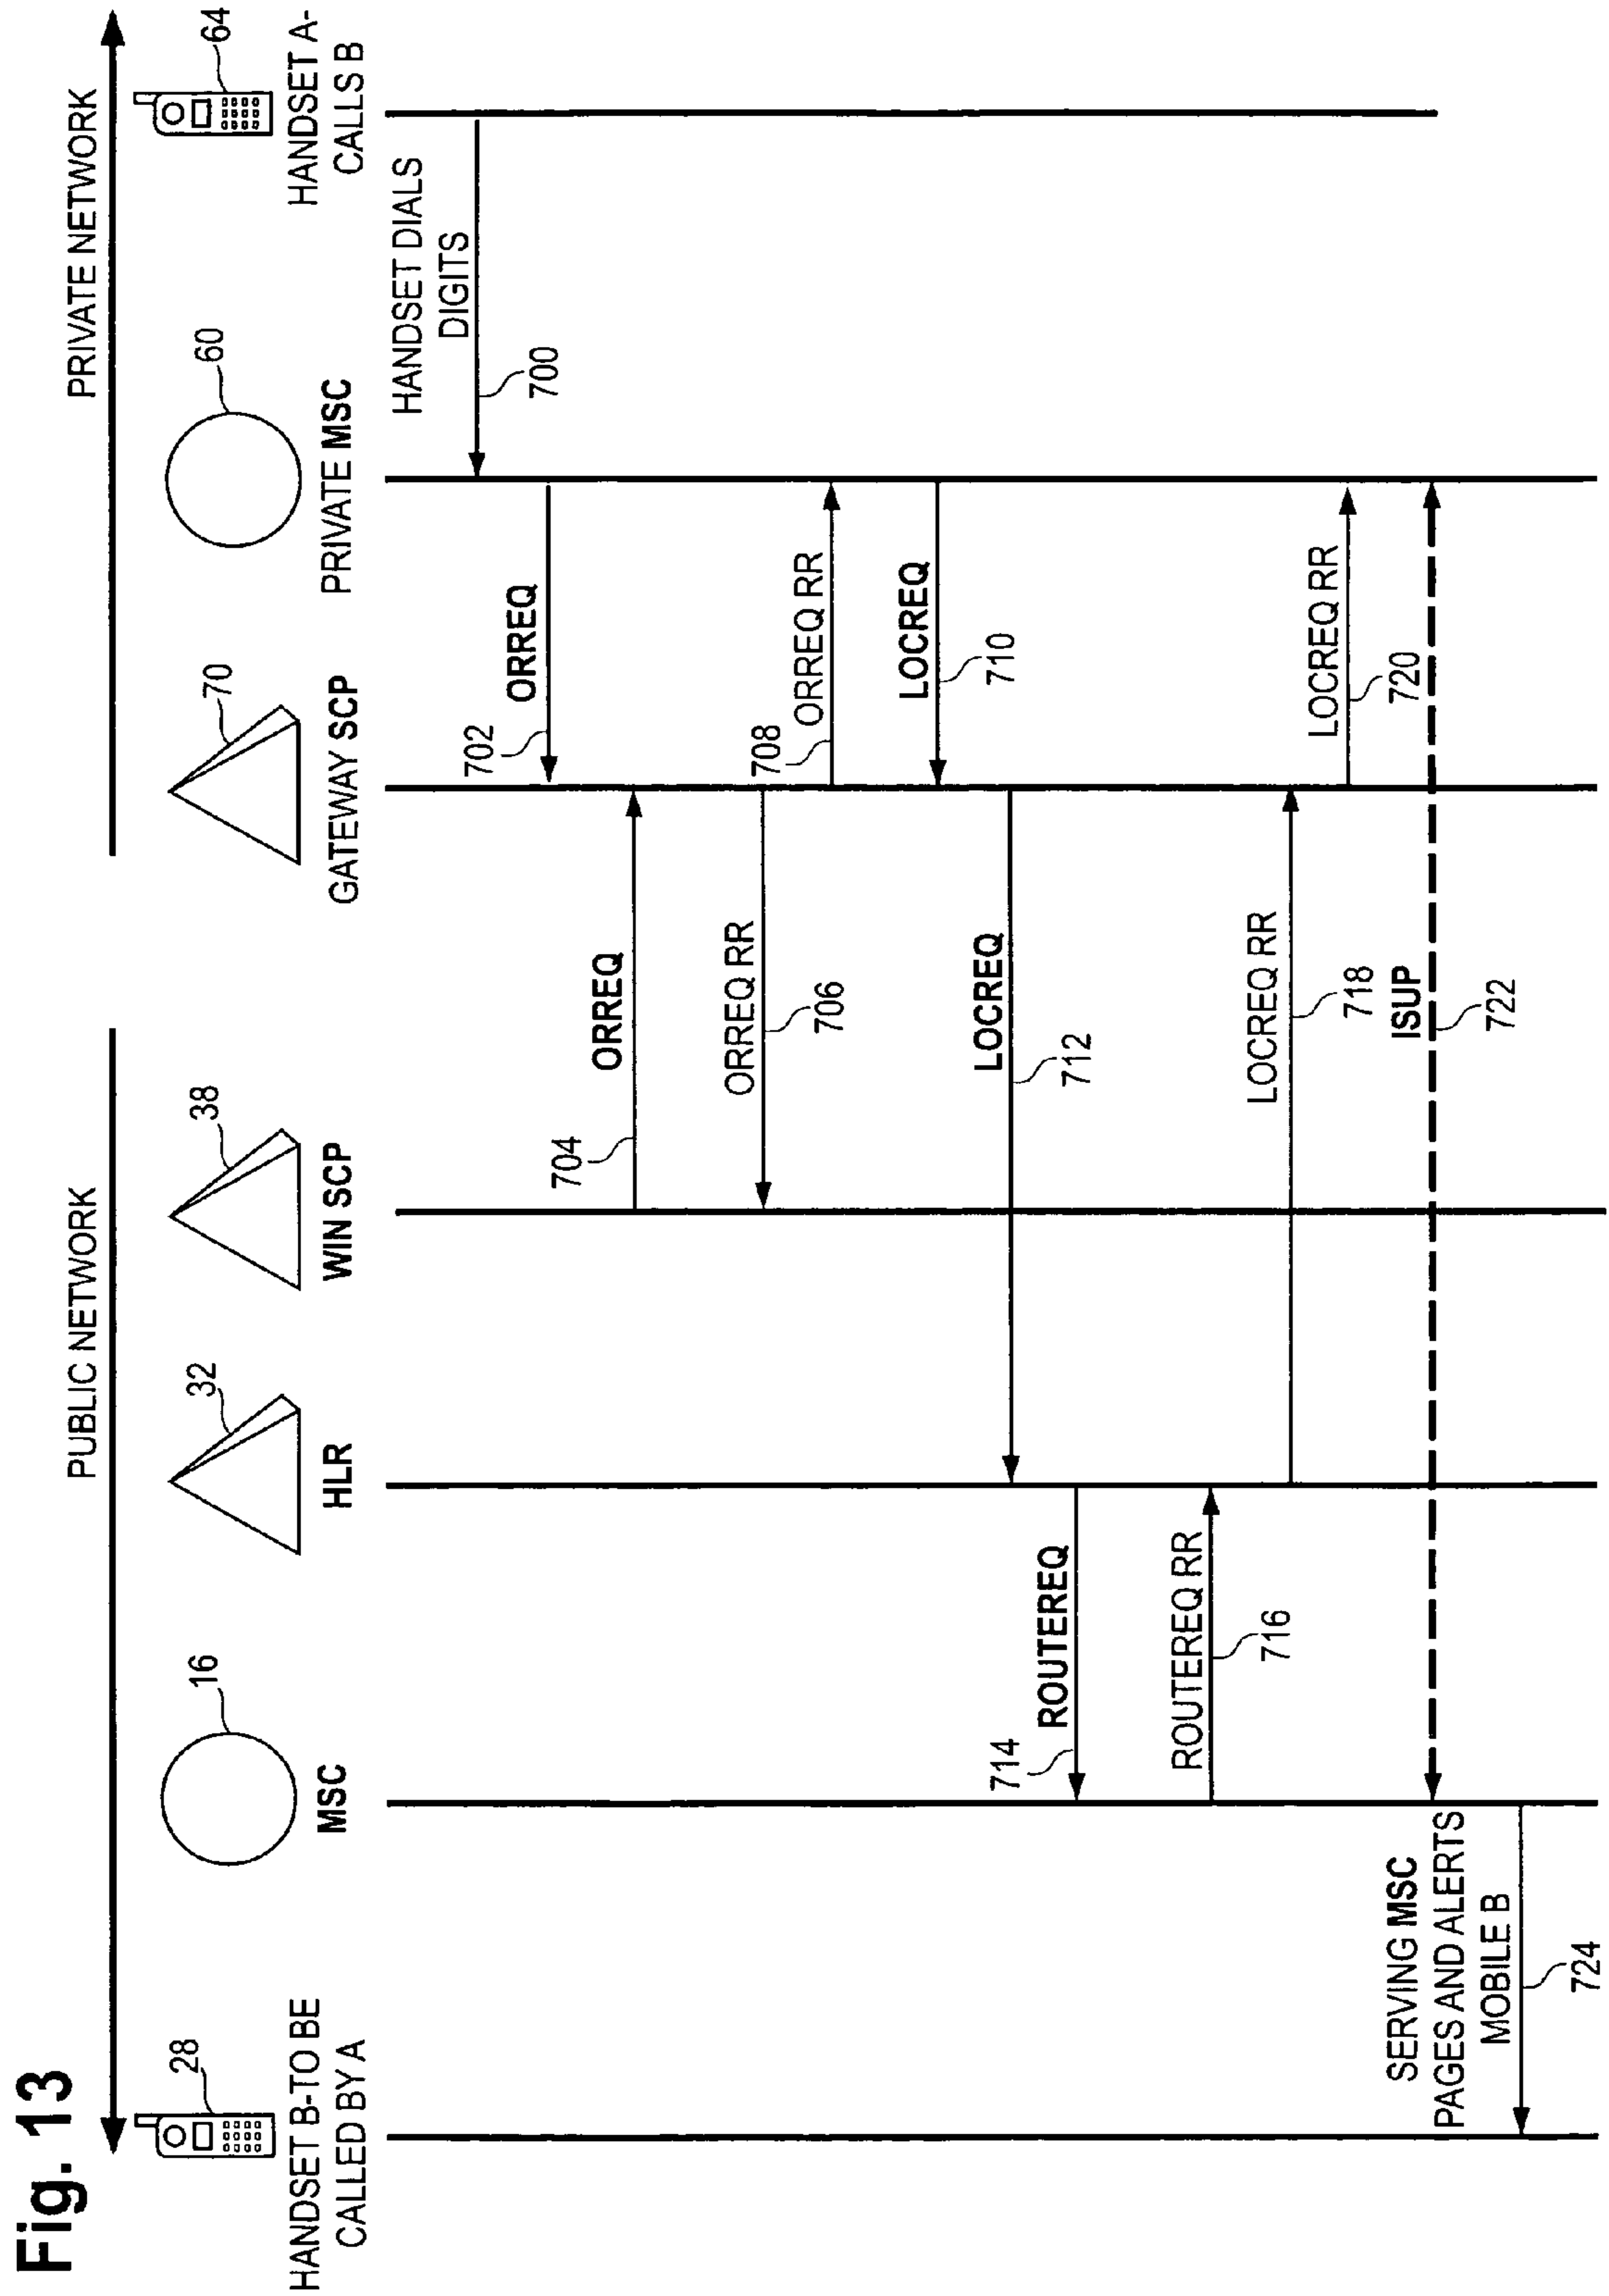 Fig. 13
PUBLIC NETWORK
PRIVATE NETWORK
28
16
32
38
70
60
64
HANDSET B-TO BE
CALLED BY A
MSC
HLR
WIN SCP
GATEWAY SCP
PRIVATE MSC
HANDSET A-
CALLS B
HANDSET DIALS
DIGITS
700
702
ORREQ
704
ORREQ
ORREQ RR
706
708
ORREQ RR
LOCREQ
710
LOCREQ
712
714
ROUTEREQ
ROUTEREQ RR
716
LOCREQ RR
718
LOCREQ RR
720
ISUP
722
SERVING MSC
PAGES AND ALERTS
MOBILE B
724